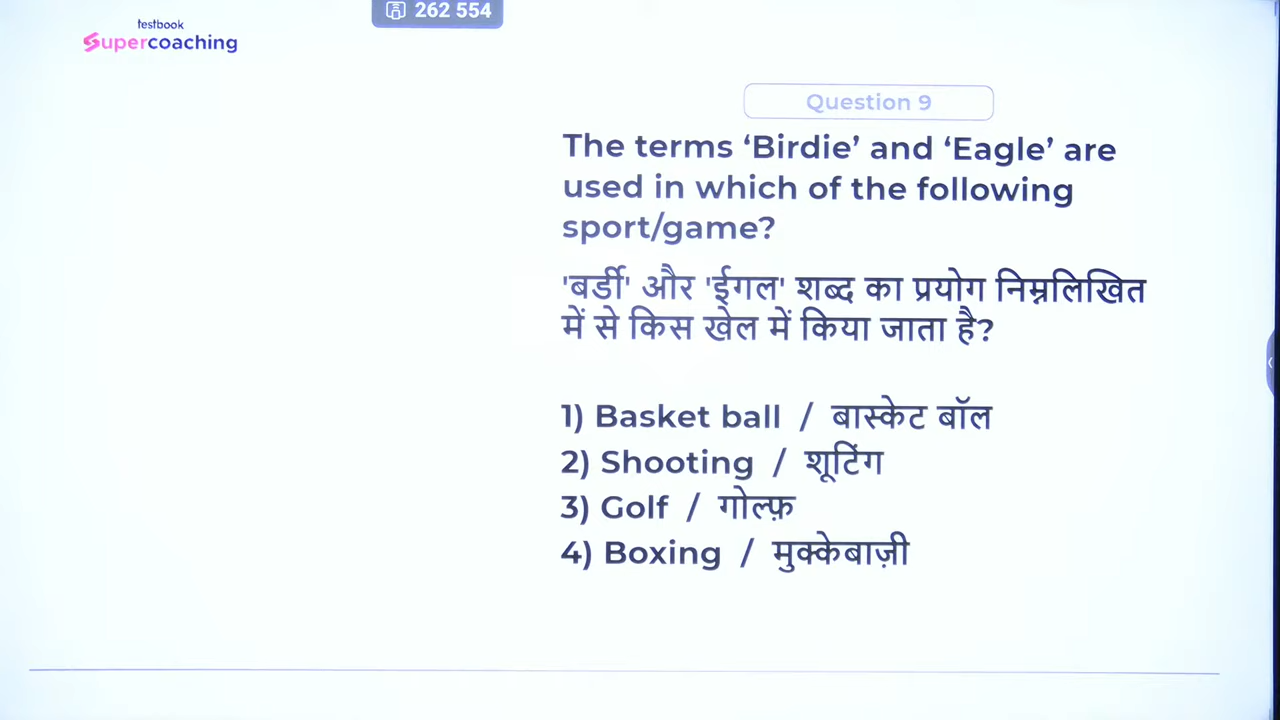 testbook
Supercoaching
262 554
Question 9
The terms ‘Birdie’ and ‘Eagle’ are
used in which of the following
sport/game?
'बर्डी' और 'ईगल' शब्द का प्रयोग निम्नलिखित
में से किस खेल में किया जाता है?
1) Basket ball / बास्केट बॉल
2) Shooting / शूटिंग
3) Golf / गोल्फ़
4) Boxing / मुक्केबाज़ी